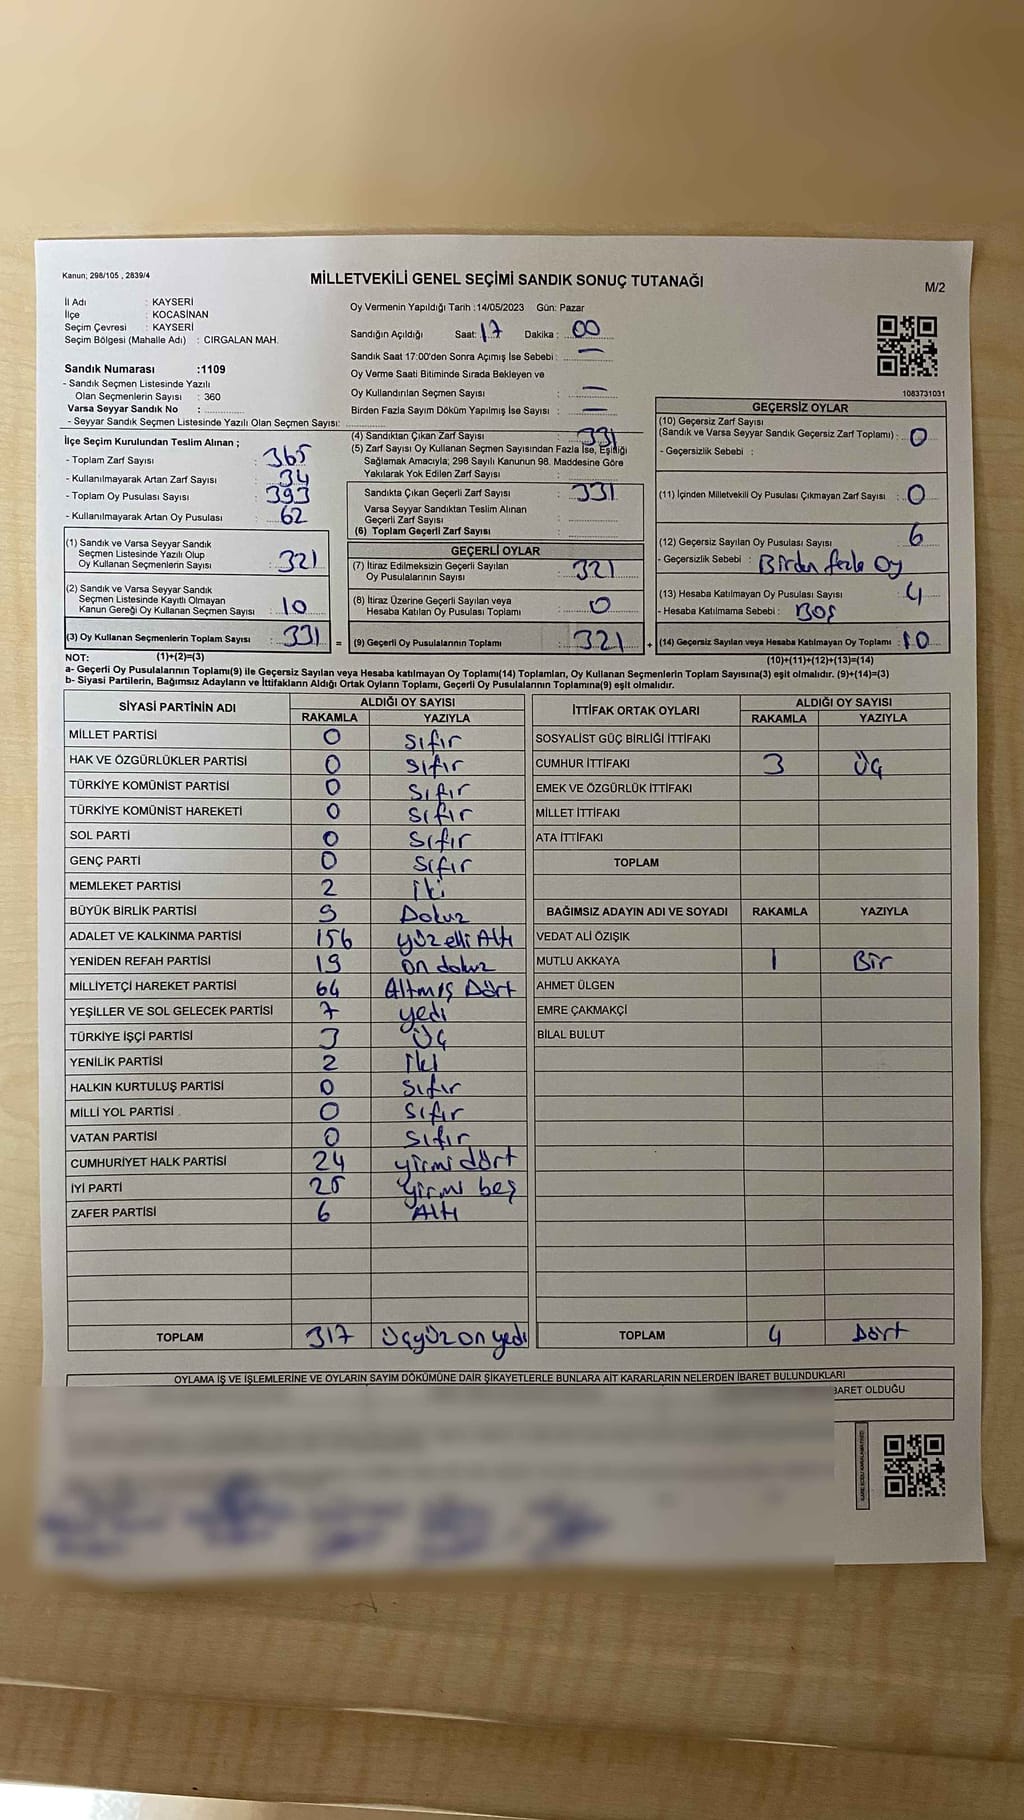 Kanun; 298/105 , 2839/4
MİLLETVEKİLİ GENEL SEÇİMİ SANDIK SONUÇ TUTANAĞI
M/2
İl Adı : KAYSERİ
İlçe : KOCASİNAN
Seçim Çevresi : KAYSERİ
Seçim Bölgesi (Mahalle Adı) : CIRGALAN MAH.
Sandık Numarası :1109
- Sandık Seçmen Listesinde Yazılı
Olan Seçmenlerin Sayısı : 360
Varsa Seyyar Sandık No :
- Seyyar Sandık Seçmen Listesinde Yazılı Olan Seçmen Sayısı:
Oy Vermenin Yapıldığı Tarih :14/05/2023 Gün: Pazar
Sandığın Açıldığı Saat: 17 Dakika : 00
Sandık Saat 17:00'den Sonra Açımış İse Sebebi : —
Oy Verme Saati Bitiminde Sırada Bekleyen ve
Oy Kullandırılan Seçmen Sayısı : —
Birden Fazla Sayım Döküm Yapılmış İse Sayısı : —
1083731031
İlçe Seçim Kurulundan Teslim Alınan ;
- Toplam Zarf Sayısı : 365
- Kullanılmayarak Artan Zarf Sayısı : 34
- Toplam Oy Pusulası Sayısı : 393
- Kullanılmayarak Artan Oy Pusulası : 62
(1) Sandık ve Varsa Seyyar Sandık
Seçmen Listesinde Yazılı Olup
Oy Kullanan Seçmenlerin Sayısı : 321
(2) Sandık ve Varsa Seyyar Sandık
Seçmen Listesinde Kayıtlı Olmayan
Kanun Gereği Oy Kullanan Seçmen Sayısı : 10
(3) Oy Kullanan Seçmenlerin Toplam Sayısı : 331 =
(4) Sandıktan Çıkan Zarf Sayısı : 331
(5) Zarf Sayısı Oy Kullanan Seçmen Sayısından Fazla İse, Eşitliği
Sağlamak Amacıyla; 298 Sayılı Kanunun 98. Maddesine Göre
Yakılarak Yok Edilen Zarf Sayısı :
Sandıkta Çıkan Geçerli Zarf Sayısı : 331
Varsa Seyyar Sandıktan Teslim Alınan
Geçerli Zarf Sayısı :
(6) Toplam Geçerli Zarf Sayısı :
GEÇERLİ OYLAR
(7) İtiraz Edilmeksizin Geçerli Sayılan
Oy Pusulalarının Sayısı : 321
(8) İtiraz Üzerine Geçerli Sayılan veya
Hesaba Katılan Oy Pusulası Toplamı : 0
(9) Geçerli Oy Pusulalarının Toplamı : 321 +
GEÇERSİZ OYLAR
(10) Geçersiz Zarf Sayısı
(Sandık ve Varsa Seyyar Sandık Geçersiz Zarf Toplamı) : 0
- Geçersizlik Sebebi :
(11) İçinden Milletvekili Oy Pusulası Çıkmayan Zarf Sayısı : 0
(12) Geçersiz Sayılan Oy Pusulası Sayısı : 6
- Geçersizlik Sebebi : Birden fazla Oy
(13) Hesaba Katılmayan Oy Pusulası Sayısı : 4
- Hesaba Katılmama Sebebi : BOŞ
(14) Geçersiz Sayılan veya Hesaba Katılmayan Oy Toplamı : 10
NOT: (1)+(2)=(3)
(10)+(11)+(12)+(13)=(14)
a- Geçerli Oy Pusulalarının Toplamı(9) ile Geçersiz Sayılan veya Hesaba katılmayan Oy Toplamı(14) Toplamları, Oy Kullanan Seçmenlerin Toplam Sayısına(3) eşit olmalıdır. (9)+(14)=(3)
b- Siyasi Partilerin, Bağımsız Adayların ve İttifakların Aldığı Ortak Oyların Toplamı, Geçerli Oy Pusulalarının Toplamına(9) eşit olmalıdır.
SİYASİ PARTİNİN ADI ALDIĞI OY SAYISI
RAKAMLA YAZIYLA
MİLLET PARTİSİ 0 Sıfır
HAK VE ÖZGÜRLÜKLER PARTİSİ 0 Sıfır
TÜRKİYE KOMÜNİST PARTİSİ 0 Sıfır
TÜRKİYE KOMÜNİST HAREKETİ 0 Sıfır
SOL PARTİ 0 Sıfır
GENÇ PARTİ 0 Sıfır
MEMLEKET PARTİSİ 2 iki
BÜYÜK BİRLİK PARTİSİ 9 Dokuz
ADALET VE KALKINMA PARTİSİ 156 yüz elli Altı
YENİDEN REFAH PARTİSİ 19 on dokuz
MİLLİYETÇİ HAREKET PARTİSİ 64 Altmış Dört
YEŞİLLER VE SOL GELECEK PARTİSİ 7 yedi
TÜRKİYE İŞÇİ PARTİSİ 3 Üç
YENİLİK PARTİSİ 2 iki
HALKIN KURTULUŞ PARTİSİ 0 Sıfır
MİLLİ YOL PARTİSİ 0 Sıfır
VATAN PARTİSİ 0 Sıfır
CUMHURİYET HALK PARTİSİ 24 yirmi dört
İYİ PARTİ 25 Yirmi beş
ZAFER PARTİSİ 6 Altı
TOPLAM 317 Üçyüz on yedi
İTTİFAK ORTAK OYLARI ALDIĞI OY SAYISI
RAKAMLA YAZIYLA
SOSYALİST GÜÇ BİRLİĞİ İTTİFAKI
CUMHUR İTTİFAKI 3 Üç
EMEK VE ÖZGÜRLÜK İTTİFAKI
MİLLET İTTİFAKI
ATA İTTİFAKI
TOPLAM
BAĞIMSIZ ADAYIN ADI VE SOYADI RAKAMLA YAZIYLA
VEDAT ALİ ÖZIŞIK
MUTLU AKKAYA 1 Bir
AHMET ÜLGEN
EMRE ÇAKMAKÇİ
BİLAL BULUT
TOPLAM 4 Dört
OYLAMA İŞ VE İŞLEMLERİNE VE OYLARIN SAYIM DÖKÜMÜNE DAİR ŞİKAYETLERLE BUNLARA AİT KARARLARIN NELERDEN İBARET BULUNDUKLARI
BARET OLDUĞU